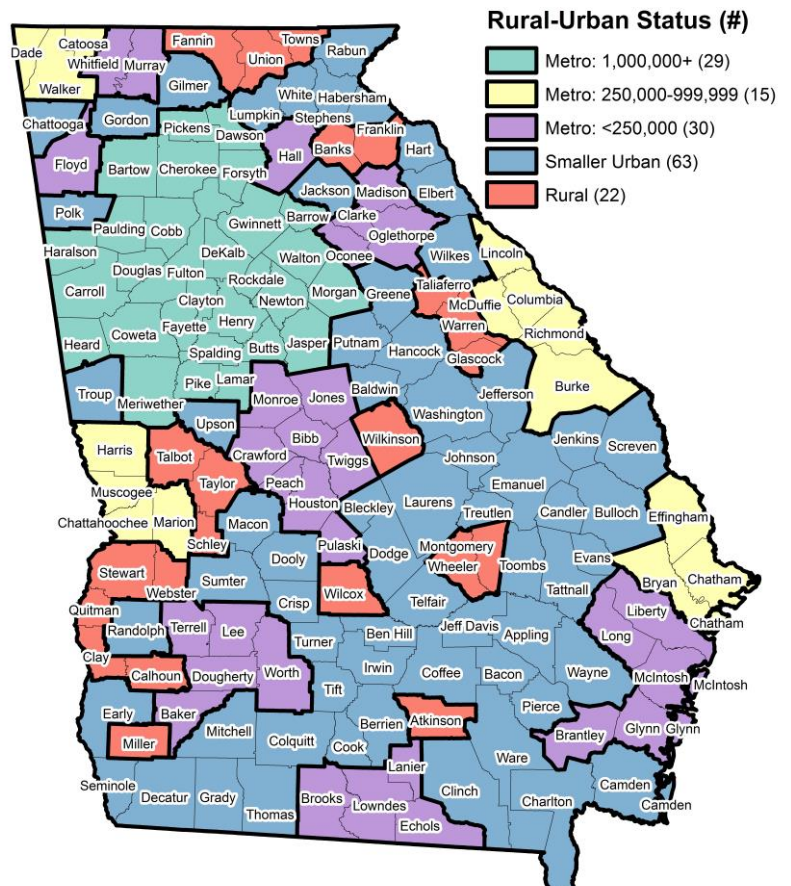 Rural-Urban Status (#)
Metro: 1,000,000+ (29)
Metro: 250,000-999,999 (15)
Metro: <250,000 (30)
Smaller Urban (63)
Rural (22)
Dade
Catoosa
Whitfield
Murray
Walker
Fannin
Union
Towns
Rabun
Gilmer
White
Habersham
Lumpkin
Stephens
Chattooga
Gordon
Pickens
Dawson
Hall
Banks
Franklin
Hart
Floyd
Bartow
Cherokee
Forsyth
Jackson
Madison
Elbert
Polk
Paulding
Cobb
Gwinnett
Barrow
Clarke
Oglethorpe
Haralson
Douglas
Fulton
DeKalb
Walton
Oconee
Wilkes
Lincoln
Carroll
Clayton
Rockdale
Newton
Morgan
Greene
Taliaferro
McDuffie
Columbia
Richmond
Heard
Coweta
Fayette
Henry
Spalding
Butts
Jasper
Putnam
Hancock
Warren
Glascock
Burke
Troup
Meriwether
Pike
Lamar
Monroe
Jones
Baldwin
Washington
Jefferson
Upson
Bibb
Wilkinson
Jenkins
Screven
Harris
Talbot
Taylor
Crawford
Twiggs
Peach
Houston
Johnson
Emanuel
Muscogee
Chattahoochee
Marion
Schley
Macon
Bleckley
Laurens
Treutlen
Candler
Bulloch
Effingham
Stewart
Webster
Sumter
Dooly
Pulaski
Dodge
Montgomery
Wheeler
Toombs
Evans
Tattnall
Bryan
Chatham
Chatham
Quitman
Randolph
Terrell
Lee
Crisp
Wilcox
Telfair
Liberty
Long
Clay
Calhoun
Dougherty
Worth
Turner
Ben Hill
Jeff Davis
Appling
Wayne
McIntosh
McIntosh
Early
Baker
Irwin
Tift
Coffee
Bacon
Pierce
Brantley
Glynn
Glynn
Miller
Mitchell
Colquitt
Cook
Berrien
Atkinson
Ware
Seminole
Decatur
Grady
Thomas
Brooks
Lowndes
Lanier
Echols
Clinch
Charlton
Camden
Camden